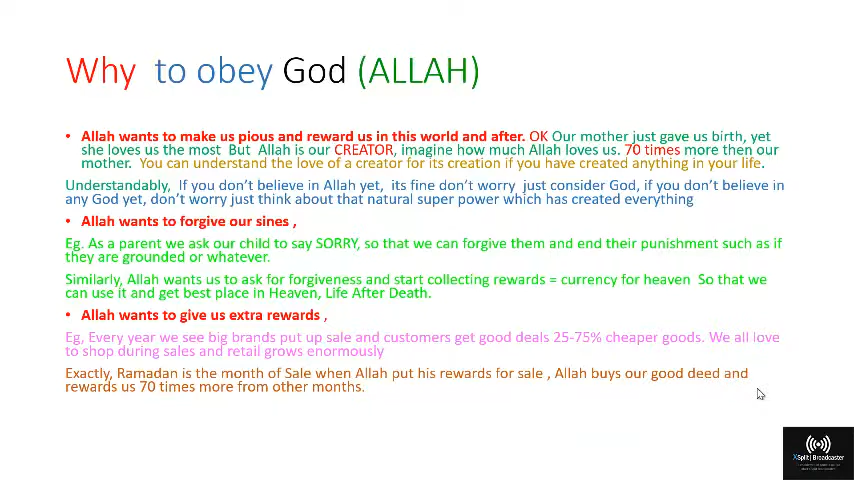 Why to obey God (ALLAH)
• Allah wants to make us pious and reward us in this world and after. OK Our mother just gave us birth, yet
she loves us the most But Allah is our CREATOR, imagine how much Allah loves us. 70 times more then our
mother. You can understand the love of a creator for its creation if you have created anything in your life.
Understandably, If you don't believe in Allah yet, its fine don't worry just consider God, if you don't believe in
any God yet, don't worry just think about that natural super power which has created everything
• Allah wants to forgive our sines ,
Eg. As a parent we ask our child to say SORRY, so that we can forgive them and end their punishment such as if
they are grounded or whatever.
Similarly, Allah wants us to ask for forgiveness and start collecting rewards = currency for heaven So that we
can use it and get best place in Heaven, Life After Death.
• Allah wants to give us extra rewards ,
Eg, Every year we see big brands put up sale and customers get good deals 25-75% cheaper goods. We all love
to shop during sales and retail grows enormously
Exactly, Ramadan is the month of Sale when Allah put his rewards for sale , Allah buys our good deed and
rewards us 70 times more from other months.
XSplit | Broadcaster